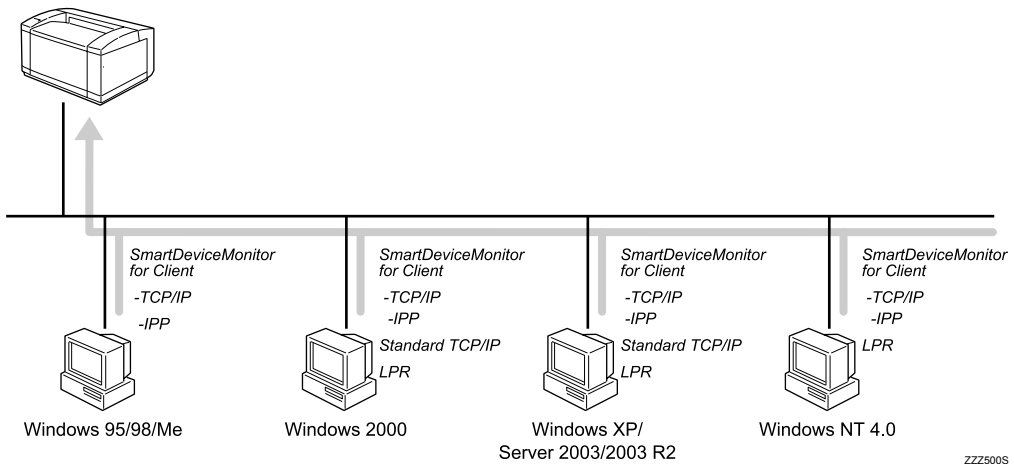 SmartDeviceMonitor
for Client
-TCP/IP
-IPP
Windows 95/98/Me
SmartDeviceMonitor
for Client
-TCP/IP
-IPP
Standard TCP/IP
LPR
Windows 2000
SmartDeviceMonitor
for Client
-TCP/IP
-IPP
Standard TCP/IP
LPR
Windows XP/
Server 2003/2003 R2
SmartDeviceMonitor
for Client
-TCP/IP
-IPP
LPR
Windows NT 4.0
ZZZ500S